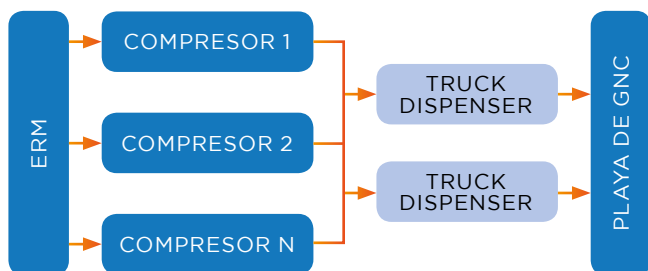 ERM
COMPRESOR 1
COMPRESOR 2
COMPRESOR N
TRUCK
DISPENSER
TRUCK
DISPENSER
PLAYA DE GNC